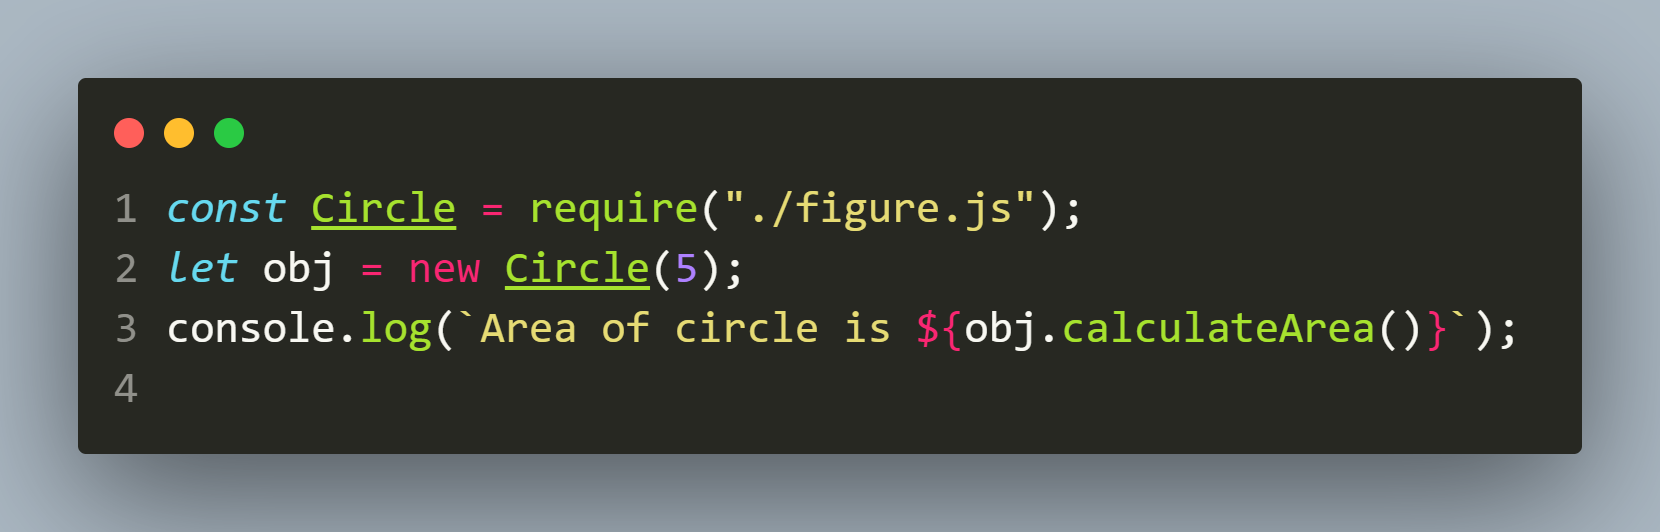 1 const Circle = require("./figure.js");
2 let obj = new Circle(5);
3 console.log(`Area of circle is ${obj.calculateArea()}`);
4